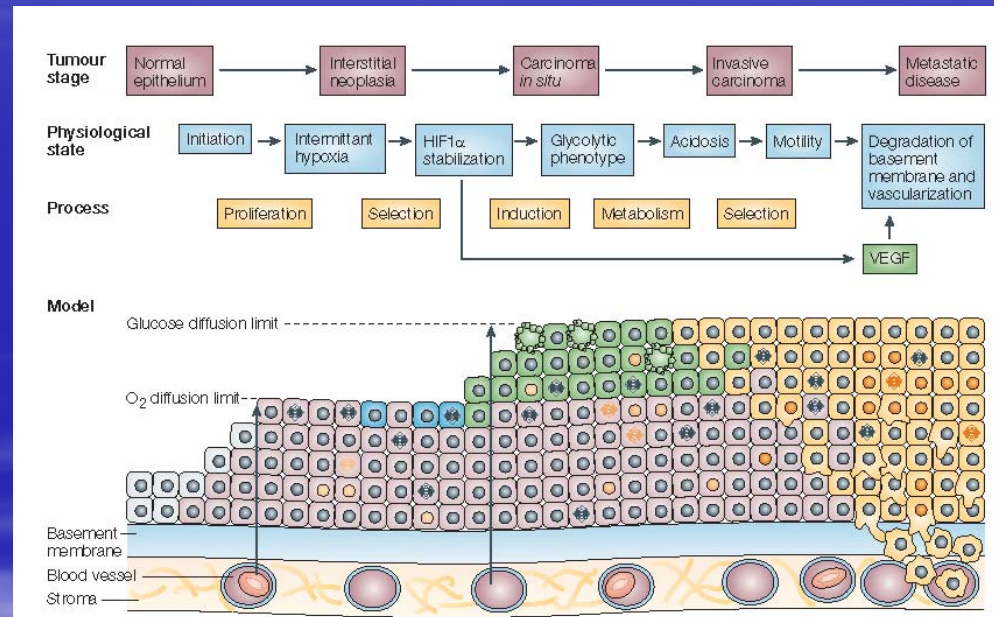 Tumour
stage
Normal
epithelium
Interstitial
neoplasia
Carcinoma
in situ
Invasive
carcinoma
Metastatic
disease
Physiological
state
Initiation
Intermittant
hypoxia
HIF1α
stabilization
Glycolytic
phenotype
Acidosis
Motility
Degradation of
basement
membrane and
vascularization
Process
Proliferation
Selection
Induction
Metabolism
Selection
VEGF
Model
Glucose diffusion limit
O2 diffusion limit
Basement
membrane
Blood vessel
Stroma